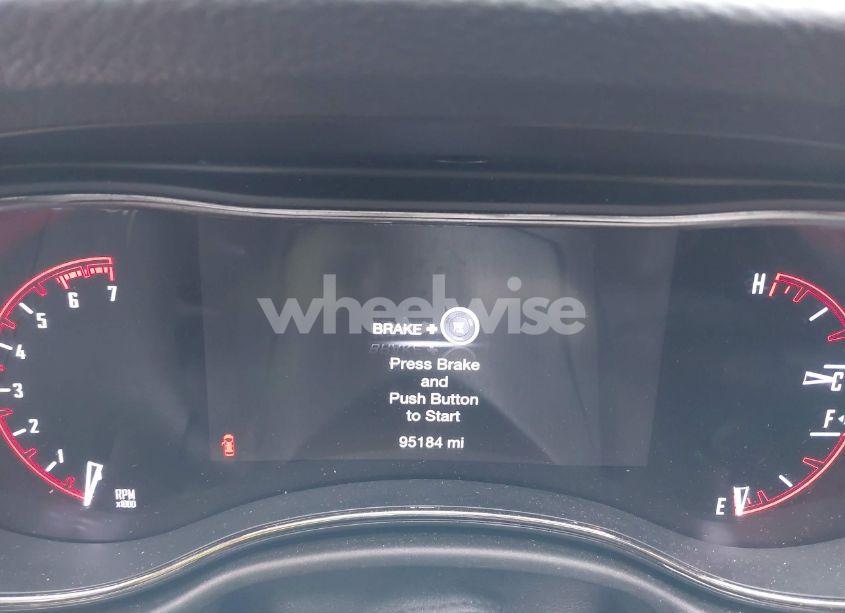 wheelwise
7
6
5
4
3
2
1
RPM
x1000
BRAKE +
Press Brake
and
Push Button
to Start
95184 mi
H
C
F
E